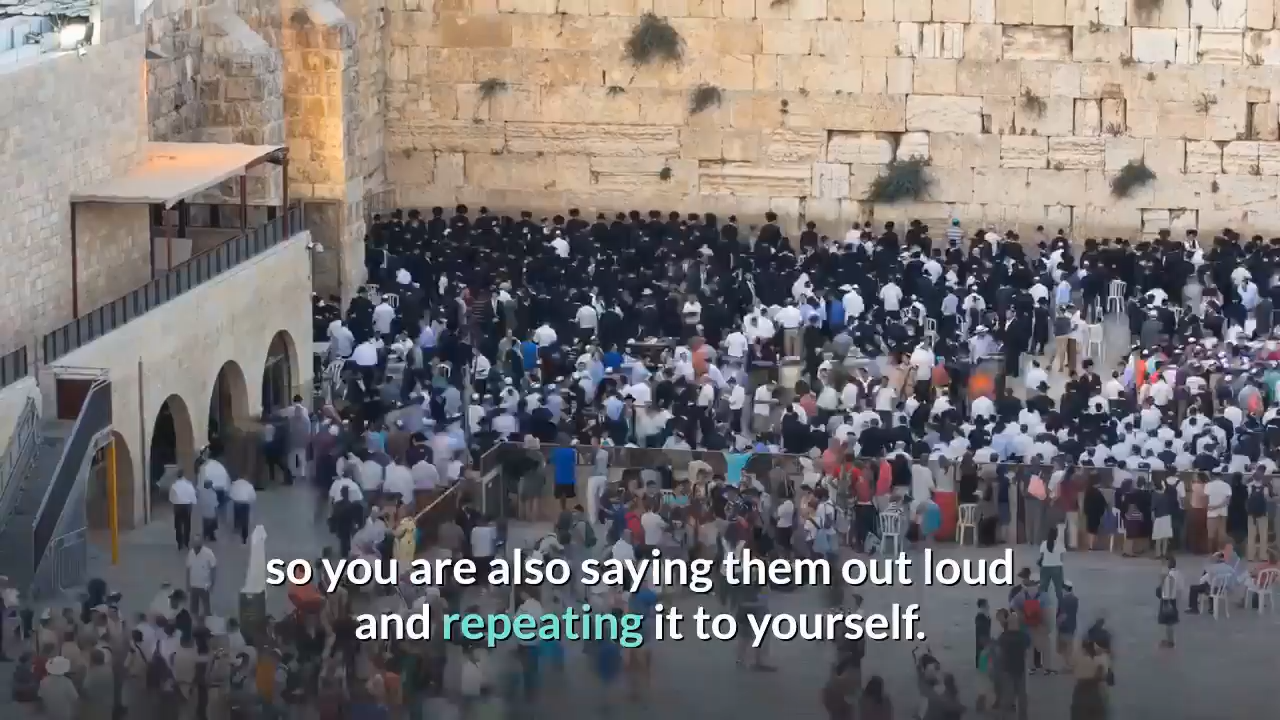 so you are also saying them out loud
and repeating it to yourself.